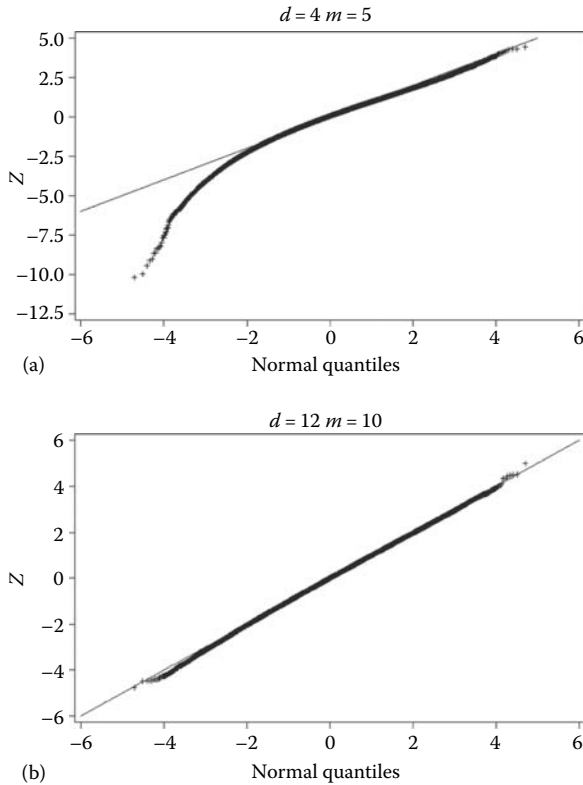 d = 4 m = 5
5.0
2.5
0
−2.5
−5.0
−7.5
−10.0
−12.5
Z
−6 −4 −2 0 2 4 6
(a) Normal quantiles
d = 12 m = 10
6
4
2
0
−2
−4
−6
Z
−6 −4 −2 0 2 4 6
(b) Normal quantiles